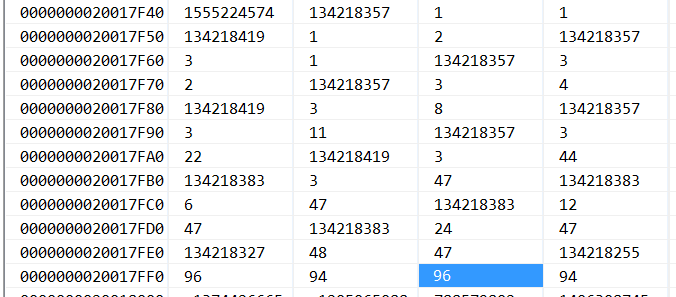 0000000020017F40 1555224574 134218357 1 1
0000000020017F50 134218419 1 2 134218357
0000000020017F60 3 1 134218357 3
0000000020017F70 2 134218357 3 4
0000000020017F80 134218419 3 8 134218357
0000000020017F90 3 11 134218357 3
0000000020017FA0 22 134218419 3 44
0000000020017FB0 134218383 3 47 134218383
0000000020017FC0 6 47 134218383 12
0000000020017FD0 47 134218383 24 47
0000000020017FE0 134218327 48 47 134218255
0000000020017FF0 96 94 96 94